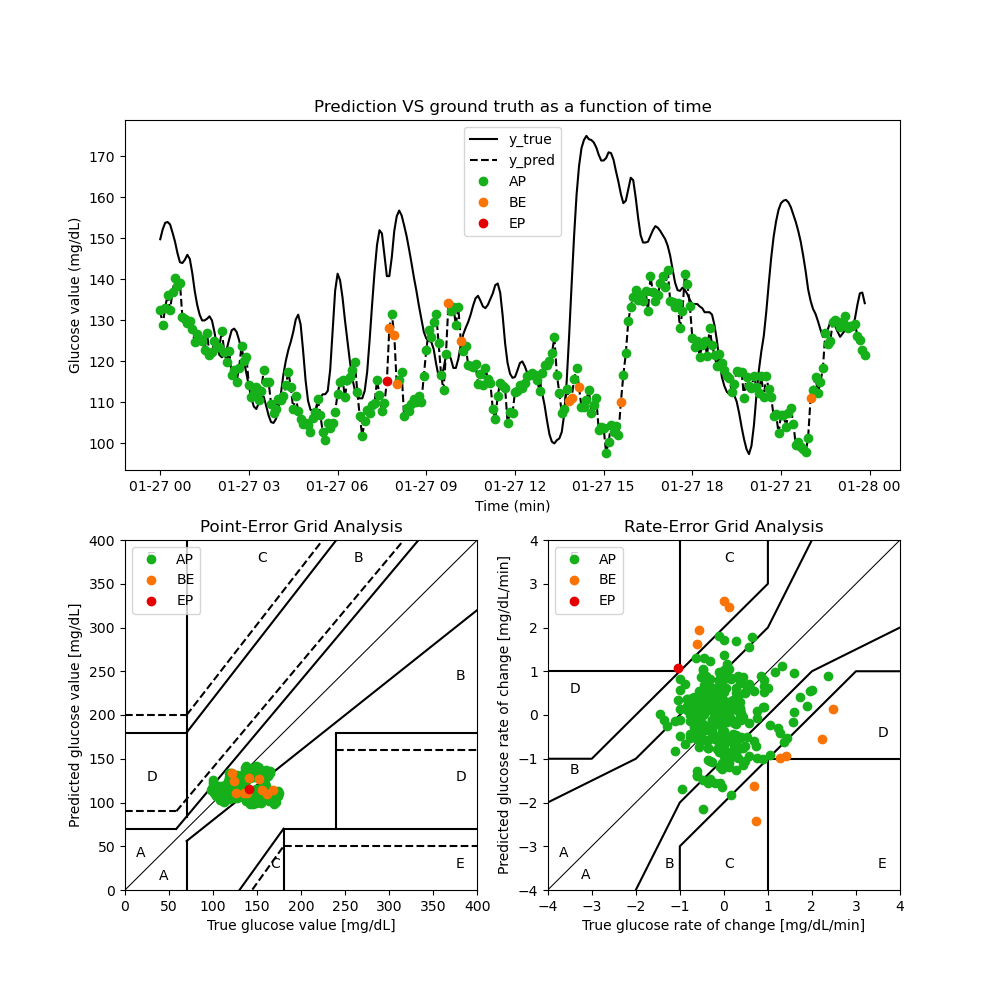 Prediction VS ground truth as a function of time
Glucose value (mg/dL)
170
160
150
140
130
120
110
100
y_true
y_pred
AP
BE
EP
01-27 00
01-27 03
01-27 06
01-27 09
01-27 12
01-27 15
01-27 18
01-27 21
01-28 00
Time (min)
Point-Error Grid Analysis
Predicted glucose value [mg/dL]
400
350
300
250
200
150
100
50
0
AP
BE
EP
C
B
B
D
D
A
A
C
E
0
50
100
150
200
250
300
350
400
True glucose value [mg/dL]
Rate-Error Grid Analysis
Predicted glucose rate of change [mg/dL/min]
4
3
2
1
0
−1
−2
−3
−4
AP
BE
EP
C
D
D
B
A
A
B
C
E
−4
−3
−2
−1
0
1
2
3
4
True glucose rate of change [mg/dL/min]